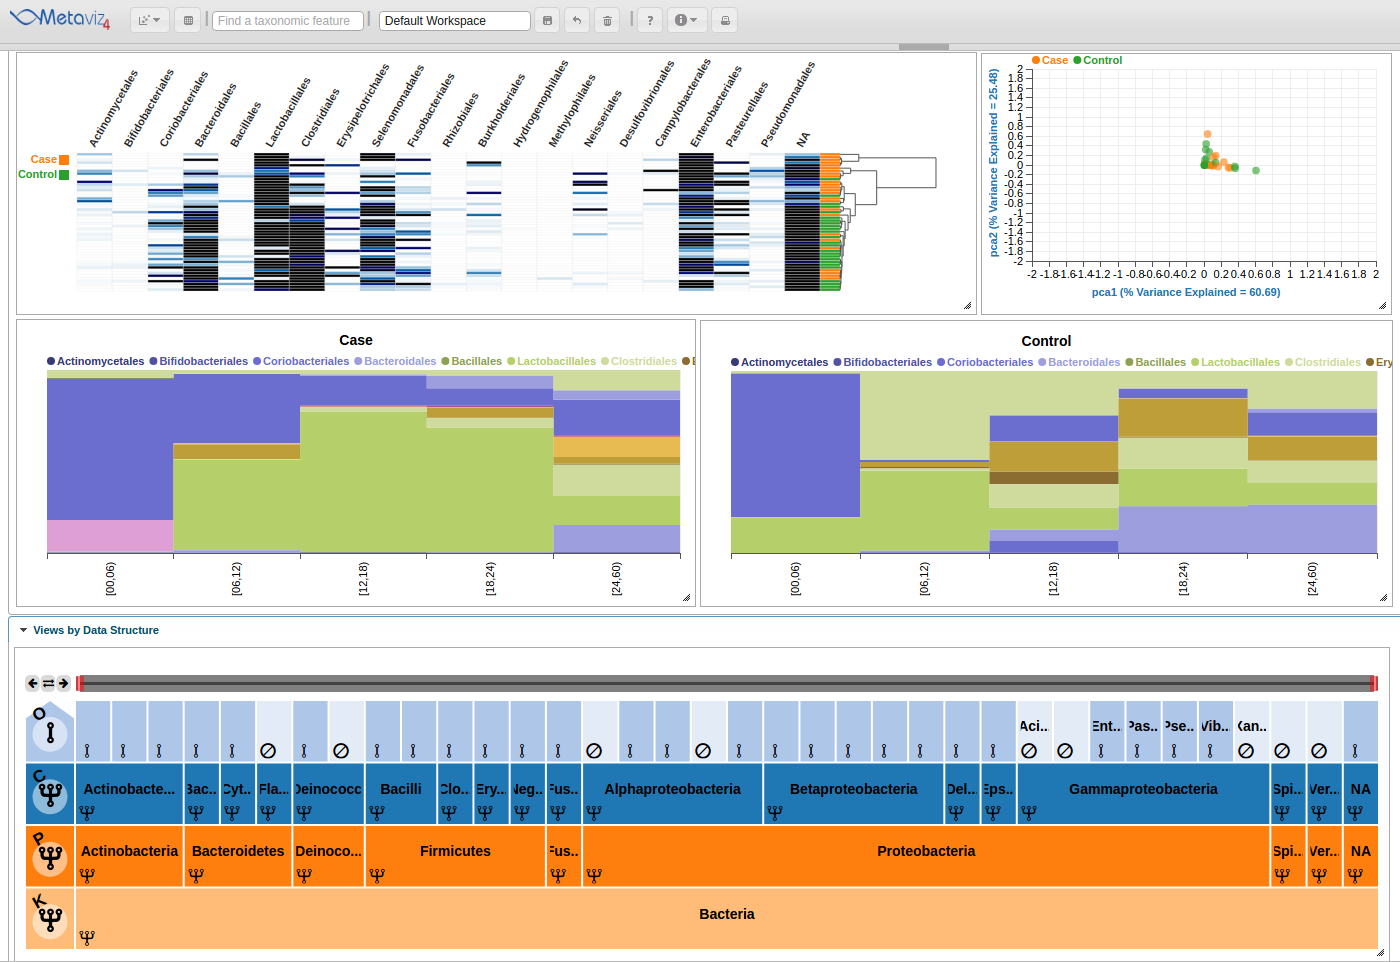 Metaviz4
Find a taxonomic feature
Default Workspace
?
Actinomycetales
Bifidobacteriales
Coriobacteriales
Bacteroidales
Bacillales
Lactobacillales
Clostridiales
Erysipelotrichales
Selenomonadales
Fusobacteriales
Rhizobiales
Burkholderiales
Hydrogenophilales
Methylophilales
Neisseriales
Desulfovibrionales
Campylobacterales
Enterobacteriales
Pasteurellales
Pseudomonadales
NA
Case
Control
Case Control
pca2 (% Variance Explained = 25.48)
2
1.8
1.6
1.4
1.2
1
0.8
0.6
0.4
0.2
0
-0.2
-0.4
-0.6
-0.8
-1
-1.2
-1.4
-1.6
-1.8
-2
-2 -1.8 -1.6 -1.4 -1.2 -1 -0.8 -0.6 -0.4 -0.2 0 0.2 0.4 0.6 0.8 1 1.2 1.4 1.6 1.8 2
pca1 (% Variance Explained = 60.69)
Case
Actinomycetales Bifidobacteriales Coriobacteriales Bacteroidales Bacillales Lactobacillales Clostridiales E
[00,06)
[06,12)
[12,18)
[18,24)
[24,60)
Control
Actinomycetales Bifidobacteriales Coriobacteriales Bacteroidales Bacillales Lactobacillales Clostridiales Ery
[00,06)
[06,12)
[12,18)
[18,24)
[24,60)
Views by Data Structure
O
Aci... Ent... Pas... Pse... Vib... Xan...
C
Actinobacte... Bac... Cyt... Fla... Deinococc Bacilli Clo... Ery... Neg... Fus... Alphaproteobacteria Betaproteobacteria Del... Eps... Gammaproteobacteria Spi... Ver... NA
P
Actinobacteria Bacteroidetes Deinoco... Firmicutes Fus... Proteobacteria Spi... Ver... NA
K
Bacteria